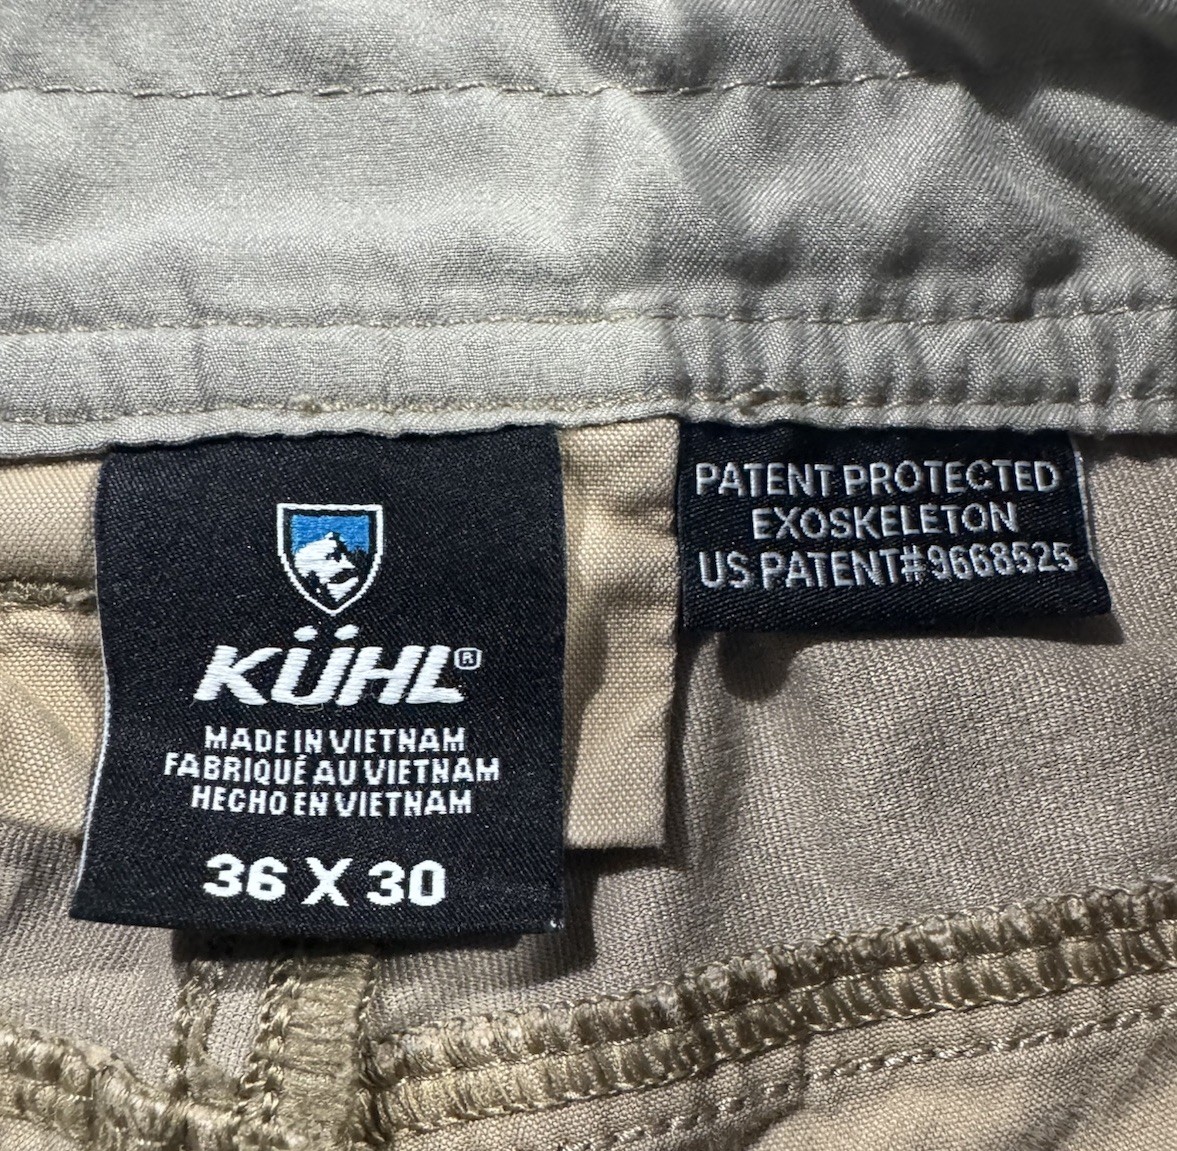 KÜHL®
MADE IN VIETNAM
FABRIQUÉ AU VIETNAM
HECHO EN VIETNAM
36 X 30
PATENT PROTECTED
EXOSKELETON
US PATENT#9668525